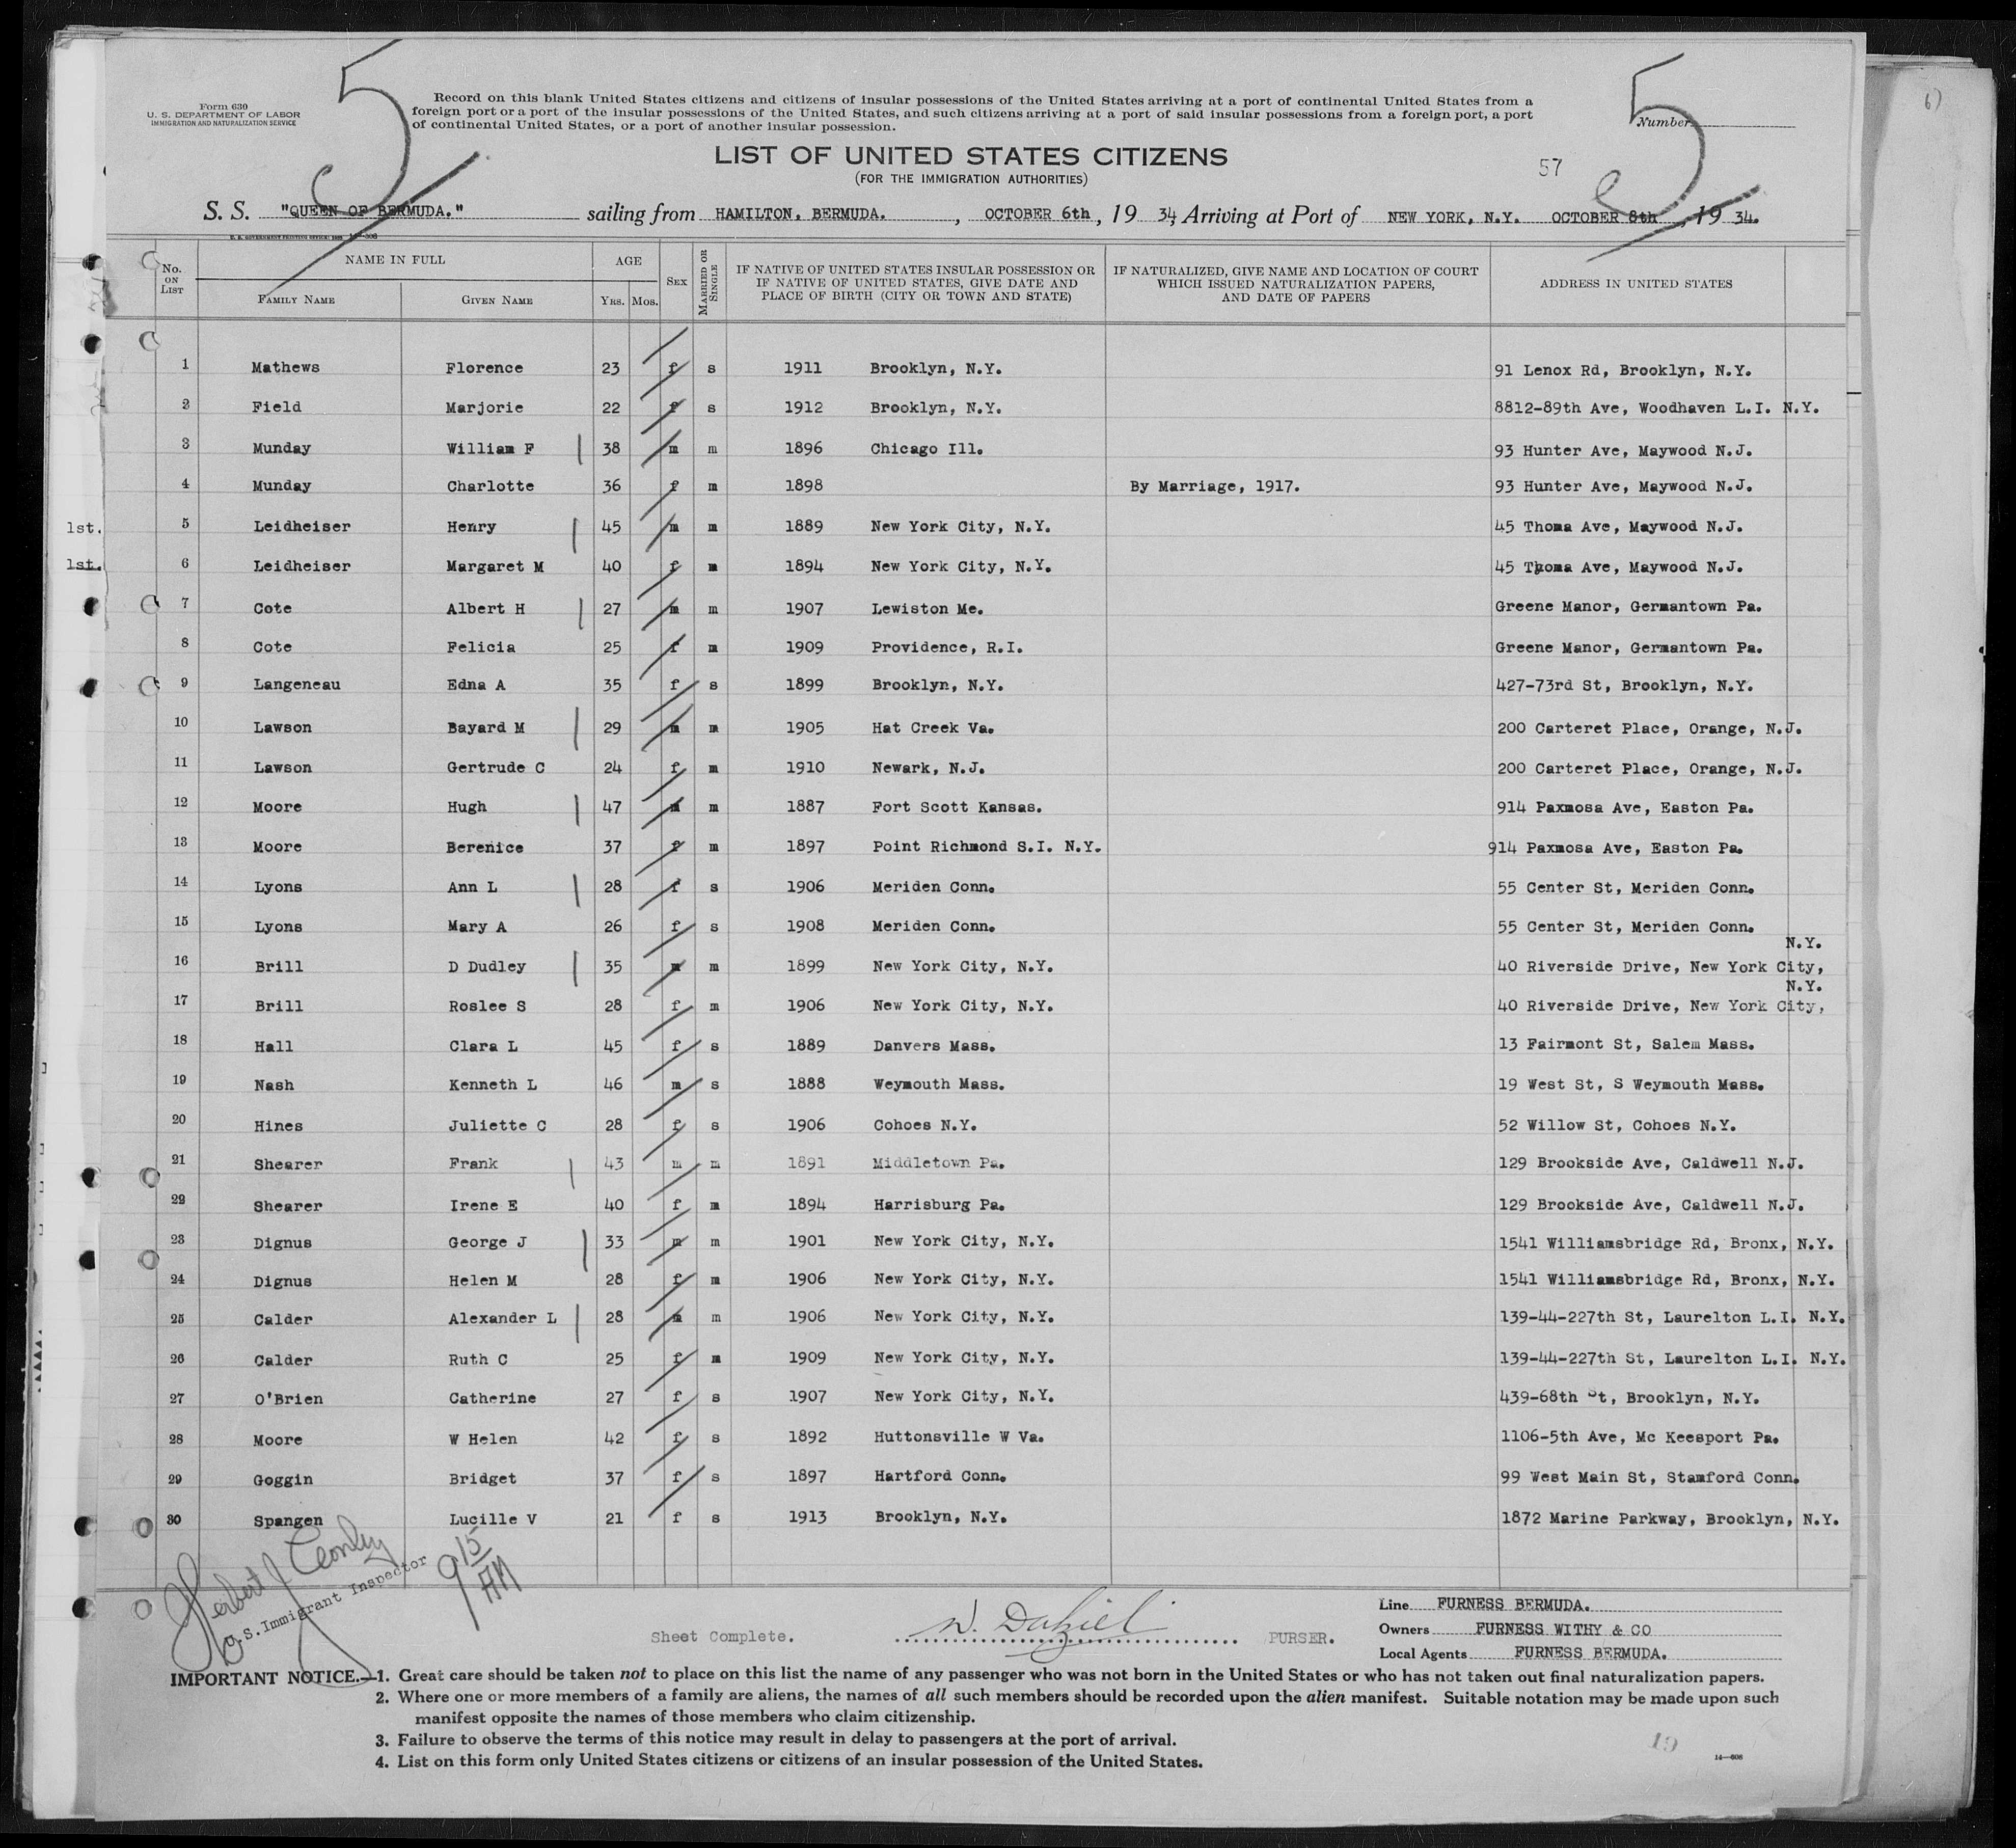 Form 630
U. S. DEPARTMENT OF LABOR
IMMIGRATION AND NATURALIZATION SERVICE
5
Record on this blank United States citizens and citizens of insular possessions of the United States arriving at a port of continental United States from a
foreign port or a port of the insular possessions of the United States, and such citizens arriving at a port of said insular possessions from a foreign port, a port
of continental United States, or a port of another insular possession.
5
Number
LIST OF UNITED STATES CITIZENS
57
(FOR THE IMMIGRATION AUTHORITIES)
S. S. "QUEEN OF BERMUDA." sailing from HAMILTON. BERMUDA. , OCTOBER 6th , 19 34, Arriving at Port of NEW YORK, N.Y. OCTOBER 8th , 19 34.
No. ON LIST NAME IN FULL FAMILY NAME GIVEN NAME AGE YRS. MOS. SEX MARRIED OR SINGLE IF NATIVE OF UNITED STATES INSULAR POSSESSION OR IF NATIVE OF UNITED STATES, GIVE DATE AND PLACE OF BIRTH (CITY OR TOWN AND STATE) IF NATURALIZED, GIVE NAME AND LOCATION OF COURT WHICH ISSUED NATURALIZATION PAPERS, AND DATE OF PAPERS ADDRESS IN UNITED STATES
1 Mathews Florence 23 f s 1911 Brooklyn, N.Y. 91 Lenox Rd, Brooklyn, N.Y.
2 Field Marjorie 22 f s 1912 Brooklyn, N.Y. 8812-89th Ave, Woodhaven L.I. N.Y.
3 Munday William F 38 m m 1896 Chicago Ill. 93 Hunter Ave, Maywood N.J.
4 Munday Charlotte 36 f m 1898 By Marriage, 1917. 93 Hunter Ave, Maywood N.J.
1st. 5 Leidheiser Henry 45 m m 1889 New York City, N.Y. 45 Thoma Ave, Maywood N.J.
1st. 6 Leidheiser Margaret M 40 f m 1894 New York City, N.Y. 45 Thoma Ave, Maywood N.J.
7 Cote Albert H 27 m m 1907 Lewiston Me. Greene Manor, Germantown Pa.
8 Cote Felicia 25 f m 1909 Providence, R.I. Greene Manor, Germantown Pa.
9 Langeneau Edna A 35 f s 1899 Brooklyn, N.Y. 427-73rd St, Brooklyn, N.Y.
10 Lawson Bayard M 29 m m 1905 Hat Creek Va. 200 Carteret Place, Orange, N.J.
11 Lawson Gertrude C 24 f m 1910 Newark, N.J. 200 Carteret Place, Orange, N.J.
12 Moore Hugh 47 m m 1887 Fort Scott Kansas. 914 Paxmosa Ave, Easton Pa.
13 Moore Berenice 37 f m 1897 Point Richmond S.I. N.Y. 914 Paxmosa Ave, Easton Pa.
14 Lyons Ann L 28 f s 1906 Meriden Conn. 55 Center St, Meriden Conn.
15 Lyons Mary A 26 f s 1908 Meriden Conn. 55 Center St, Meriden Conn.
N.Y.
16 Brill D Dudley 35 m m 1899 New York City, N.Y. 40 Riverside Drive, New York City,
N.Y.
17 Brill Roslee S 28 f m 1906 New York City, N.Y. 40 Riverside Drive, New York City,
18 Hall Clara L 45 f s 1889 Danvers Mass. 13 Fairmont St, Salem Mass.
19 Nash Kenneth L 46 m s 1888 Weymouth Mass. 19 West St, S Weymouth Mass.
20 Hines Juliette C 28 f s 1906 Cohoes N.Y. 52 Willow St, Cohoes N.Y.
21 Shearer Frank 43 m m 1891 Middletown Pa. 129 Brookside Ave, Caldwell N.J.
22 Shearer Irene E 40 f m 1894 Harrisburg Pa. 129 Brookside Ave, Caldwell N.J.
23 Dignus George J 33 m m 1901 New York City, N.Y. 1541 Williamsbridge Rd, Bronx, N.Y.
24 Dignus Helen M 28 f m 1906 New York City, N.Y. 1541 Williamsbridge Rd, Bronx, N.Y.
25 Calder Alexander L 28 m m 1906 New York City, N.Y. 139-44-227th St, Laurelton L.I. N.Y.
26 Calder Ruth C 25 f m 1909 New York City, N.Y. 139-44-227th St, Laurelton L.I. N.Y.
27 O'Brien Catherine 27 f s 1907 New York City, N.Y. 439-68th St, Brooklyn, N.Y.
28 Moore W Helen 42 f s 1892 Huttonsville W Va. 1106-5th Ave, Mc Keesport Pa.
29 Goggin Bridget 37 f s 1897 Hartford Conn. 99 West Main St, Stamford Conn.
30 Spangen Lucille V 21 f s 1913 Brooklyn, N.Y. 1872 Marine Parkway, Brooklyn, N.Y.
Herbert J
U.S. Immigrant Inspector
9 15 AM
Sheet Complete.
W. Dalziel PURSER.
Line FURNESS BERMUDA.
Owners FURNESS WITHY & CO
Local Agents FURNESS BERMUDA.
IMPORTANT NOTICE.—1. Great care should be taken not to place on this list the name of any passenger who was not born in the United States or who has not taken out final naturalization papers.
2. Where one or more members of a family are aliens, the names of all such members should be recorded upon the alien manifest. Suitable notation may be made upon such
manifest opposite the names of those members who claim citizenship.
3. Failure to observe the terms of this notice may result in delay to passengers at the port of arrival.
4. List on this form only United States citizens or citizens of an insular possession of the United States.
14—608